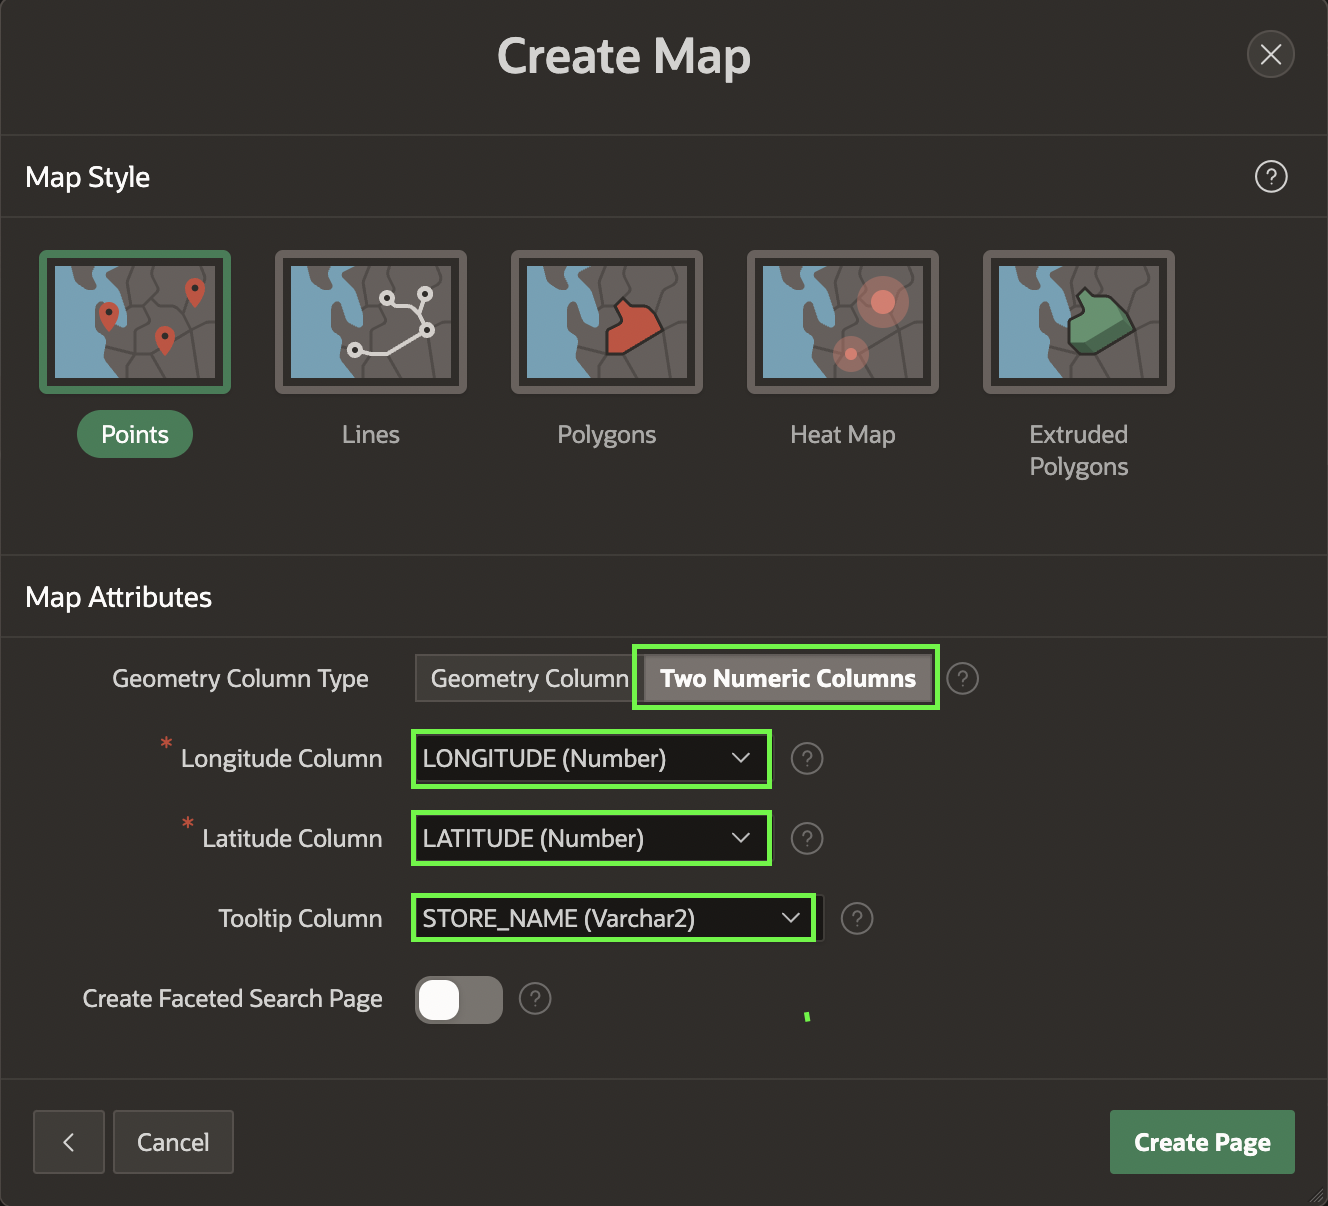 Create Map
Map Style
?
Points
Lines
Polygons
Heat Map
Extruded
Polygons
Map Attributes
Geometry Column Type
Geometry Column
Two Numeric Columns
?
* Longitude Column
LONGITUDE (Number)
?
* Latitude Column
LATITUDE (Number)
?
Tooltip Column
STORE_NAME (Varchar2)
?
Create Faceted Search Page
?
Cancel
Create Page